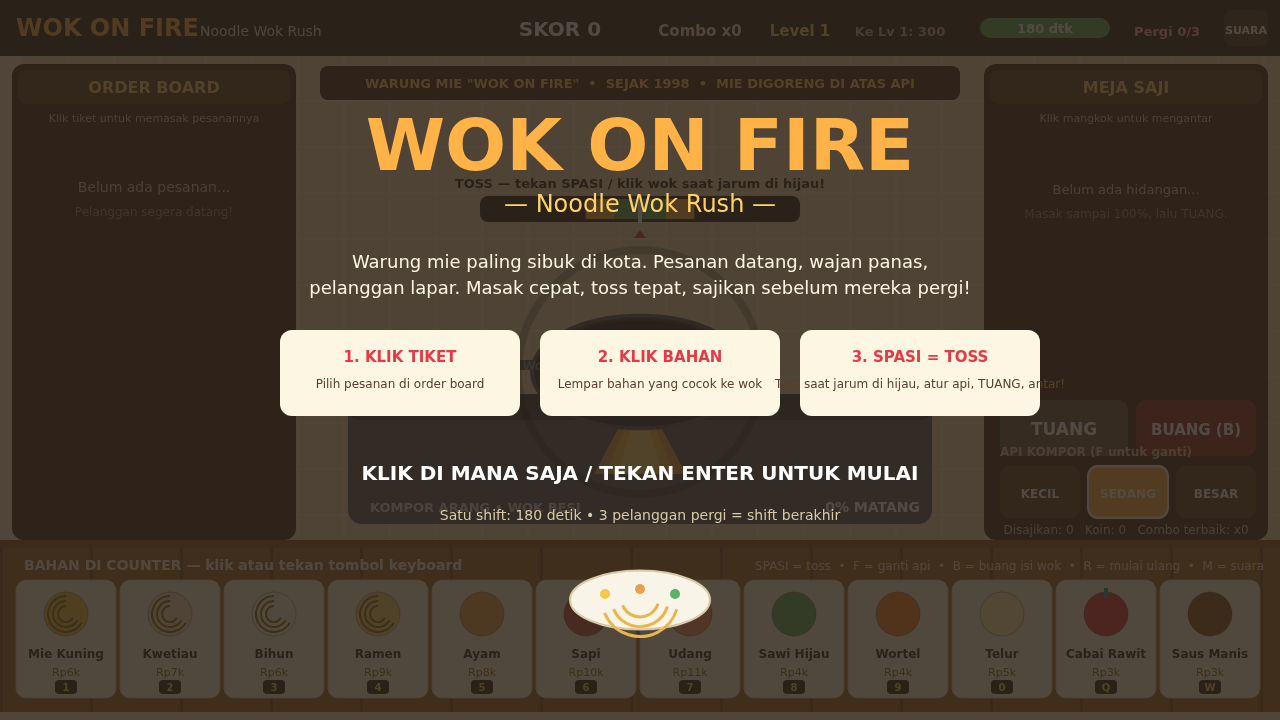 WOK ON FIRE Noodle Wok Rush
SKOR 0
Combo x0
Level 1
Ke Lv 1: 300
180 dtk
Pergi 0/3
SUARA
ORDER BOARD
Klik tiket untuk memasak pesanannya
Belum ada pesanan...
Pelanggan segera datang!
WARUNG MIE "WOK ON FIRE" • SEJAK 1998 • MIE DIGORENG DI ATAS API
WOK ON FIRE
TOSS — tekan SPASI / klik wok saat jarum di hijau!
— Noodle Wok Rush —
Warung mie paling sibuk di kota. Pesanan datang, wajan panas,
pelanggan lapar. Masak cepat, toss tepat, sajikan sebelum mereka pergi!
1. KLIK TIKET
Pilih pesanan di order board
2. KLIK BAHAN
Lempar bahan yang cocok ke wok
3. SPASI = TOSS
saat jarum di hijau, atur api, TUANG, antar!
KLIK DI MANA SAJA / TEKAN ENTER UNTUK MULAI
KOMPOR ARANG
WOK BESI
0% MATANG
Satu shift: 180 detik • 3 pelanggan pergi = shift berakhir
MEJA SAJI
Klik mangkok untuk mengantar
Belum ada hidangan...
Masak sampai 100%, lalu TUANG.
TUANG
BUANG (B)
API KOMPOR (F untuk ganti)
KECIL
SEDANG
BESAR
Disajikan: 0 Koin: 0 Combo terbaik: x0
BAHAN DI COUNTER — klik atau tekan tombol keyboard
SPASI = toss • F = ganti api • B = buang isi wok • R = mulai ulang • M = suara
Mie Kuning
Rp6k
1
Kwetiau
Rp7k
2
Bihun
Rp6k
3
Ramen
Rp9k
4
Ayam
Rp8k
5
Sapi
Rp10k
6
Udang
Rp11k
7
Sawi Hijau
Rp4k
8
Wortel
Rp4k
9
Telur
Rp5k
0
Cabai Rawit
Rp3k
Q
Saus Manis
Rp3k
W